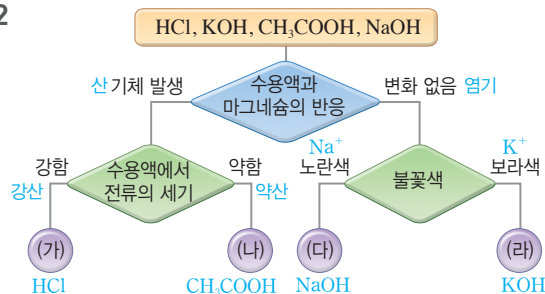 2
HCl, KOH, CH₃COOH, NaOH
산 기체 발생
수용액과
마그네슘의 반응
변화 없음 염기
강함
강산
수용액에서
전류의 세기
약함
약산
Na⁺
노란색
불꽃색
K⁺
보라색
(가)
(나)
(다)
(라)
HCl
CH₃COOH
NaOH
KOH